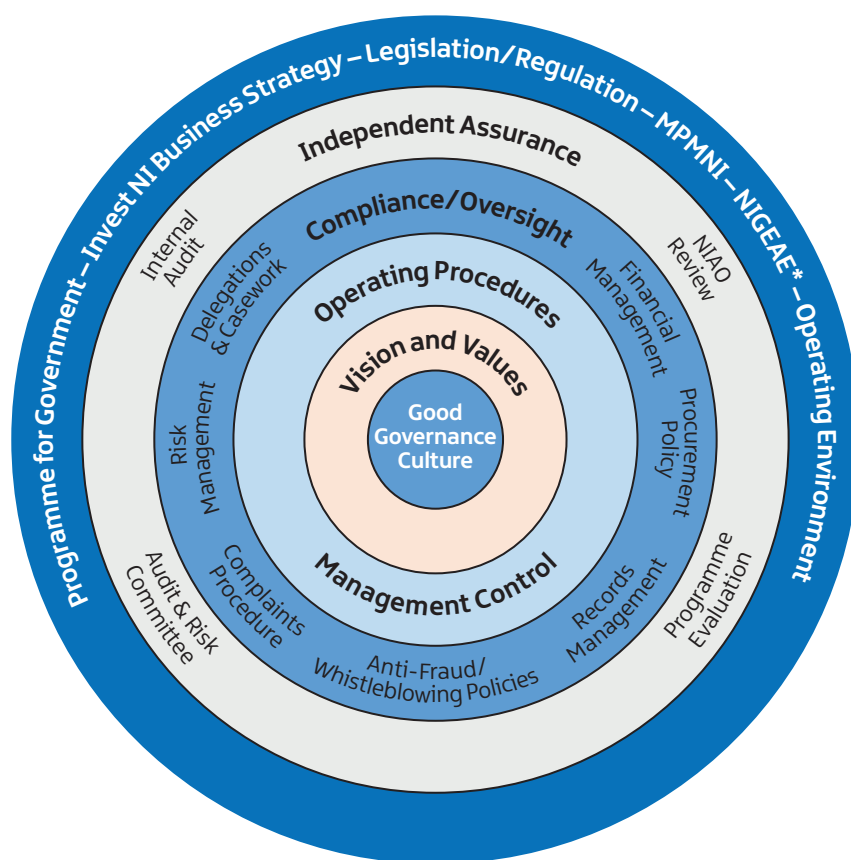 Programme for Government – Invest NI Business Strategy – Legislation/Regulation – MPMNI – NIGEAE* – Operating Environment
Independent Assurance
Internal
Audit
NIAO
Review
Audit & Risk
Committee
Programme
Evaluation
Compliance/Oversight
Delegations
& Casework
Financial
Management
Risk
Management
Procurement
Policy
Complaints
Procedure
Records
Management
Anti-Fraud/
Whistleblowing Policies
Operating Procedures
Management Control
Vision and Values
Good
Governance
Culture